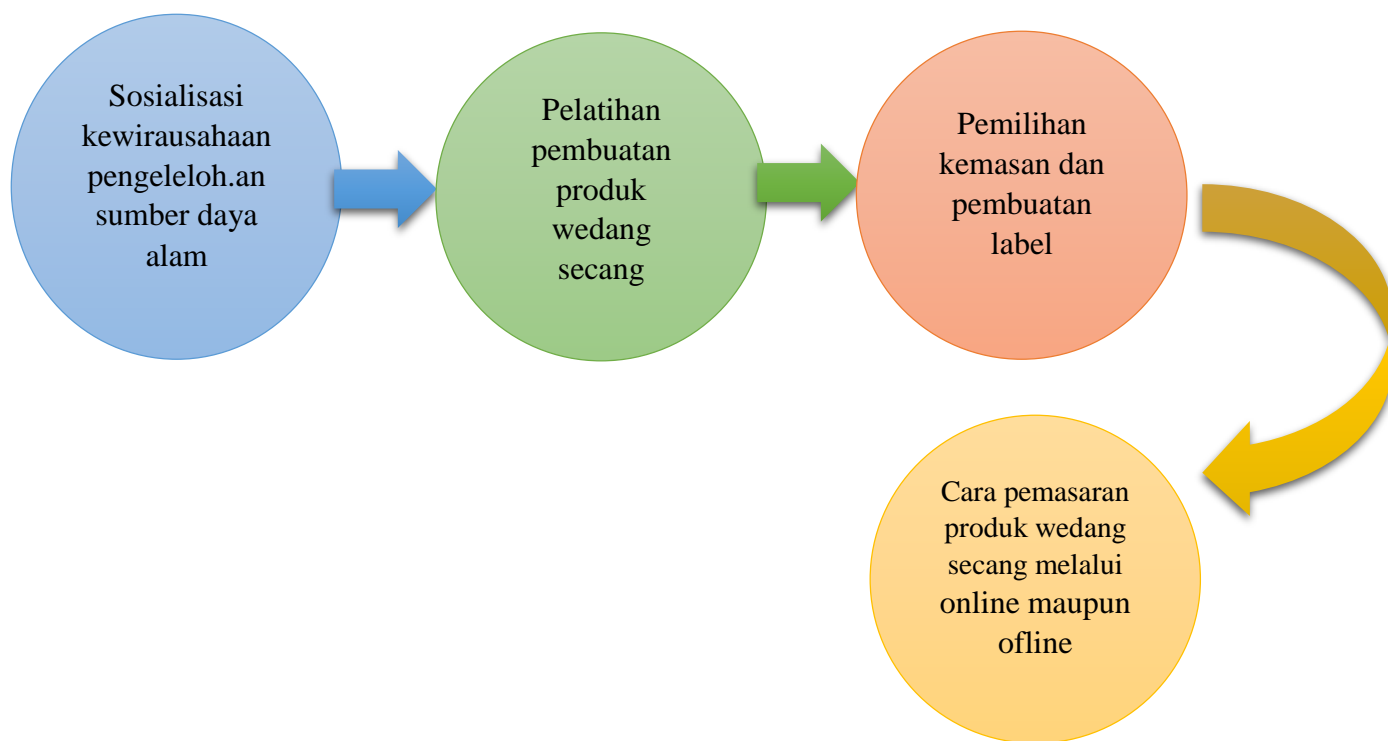 Sosialisasi
kewirausahaan
pengeleloh.an
sumber daya
alam
Pelatihan
pembuatan
produk
wedang
secang
Pemilihan
kemasan dan
pembuatan
label
Cara pemasaran
produk wedang
secang melalui
online maupun
ofline